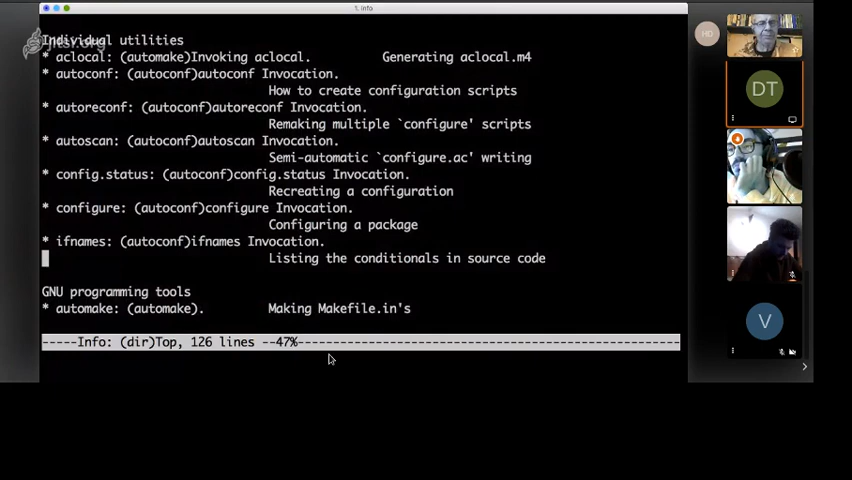 1. info
jitsi.org
Individual utilities
* aclocal: (automake)Invoking aclocal. Generating aclocal.m4
* autoconf: (autoconf)autoconf Invocation.
How to create configuration scripts
* autoreconf: (autoconf)autoreconf Invocation.
Remaking multiple `configure' scripts
* autoscan: (autoconf)autoscan Invocation.
Semi-automatic `configure.ac' writing
* config.status: (autoconf)config.status Invocation.
Recreating a configuration
* configure: (autoconf)configure Invocation.
Configuring a package
* ifnames: (autoconf)ifnames Invocation.
Listing the conditionals in source code
GNU programming tools
* automake: (automake). Making Makefile.in's
-----Info: (dir)Top, 126 lines --47%------------------------------------------------------
HD
DT
V